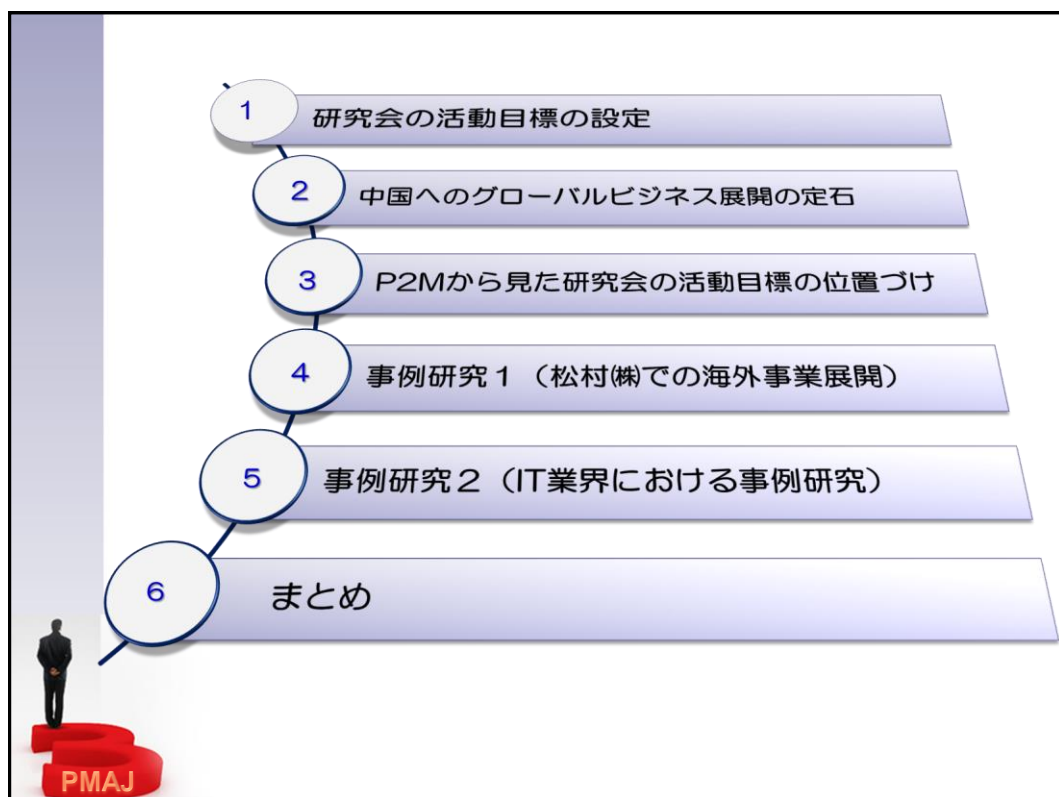 1
研究会の活動目標の設定
2
中国へのグローバルビジネス展開の定石
3
P2Mから見た研究会の活動目標の位置づけ
4
事例研究１（松村㈱での海外事業展開）
5
事例研究２（IT業界における事例研究）
6
まとめ
PMAJ